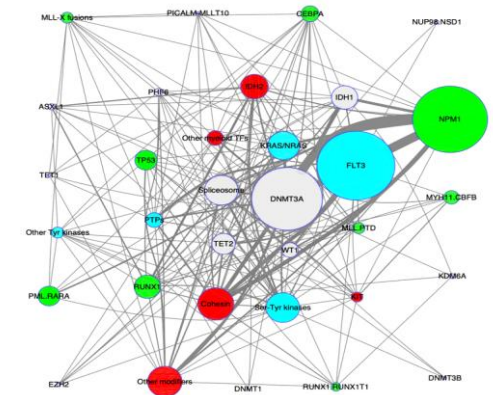 MLL-X fusions
PICALM-MLLT10
CEBPA
NUP98.NSD1
ASXL1
PHF6
IDH2
IDH1
NPM1
Other myeloid TFs
KRAS/NRAS
TP53
FLT3
TET1
Spliceosome
DNMT3A
MYH11.CBFB
Other Tyr kinases
PTPs
MLL.PTD
TET2
WT1
KDM6A
PML.RARA
RUNX1
Cohesin
Ser-Tyr kinases
KIT
Other modifiers
EZH2
DNMT1
RUNX1.RUNX1T1
DNMT3B